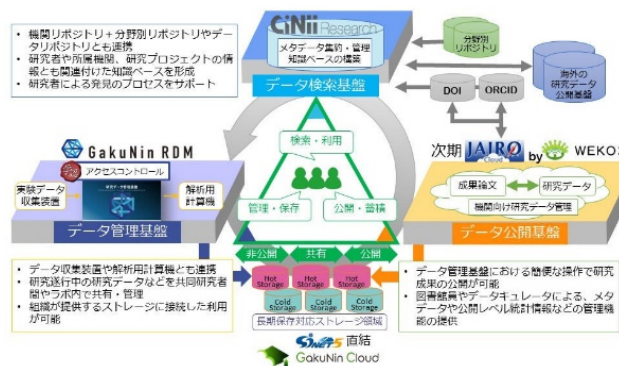 ・ 機関リポジトリ+分野別リポジトリやデ
ータリポジトリとも連携
・ 研究者や所属機関、研究プロジェクトの情
報とも関連付けた知識ベースを形成
・ 研究者による発見のプロセスをサポート
CiNii Research
メタデータ集約・管理
知識ベースの構築
データ検索基盤
分野別
リポジトリ
海外の
研究データ
公開基盤
DOI
ORCID
検索・利用
管理・保存
公開・蓄積
GakuNin RDM
アクセスコントロール
実験データ
収集装置
解析用
計算機
データ管理基盤
次期 JAIRO Cloud by WEKO3
成果論文
研究データ
機関向け研究データ管理
データ公開基盤
非公開
共有
公開
Hot Storage
Hot Storage
Hot Storage
Cold Storage
Cold Storage
Cold Storage
長期保存対応ストレージ領域
SINET5 直結
GakuNin Cloud
・ データ収集装置や解析用計算機とも連携
・ 研究遂行中の研究データなどを共同研究者
間やラボ内で共有・管理
・ 組織が提供するストレージに接続した利用
が可能
・ データ管理基盤における簡便な操作で研究
成果の公開が可能
・ 図書館員やデータキュレータによる、メタ
データや公開レベル統計情報などの管理機
能の提供